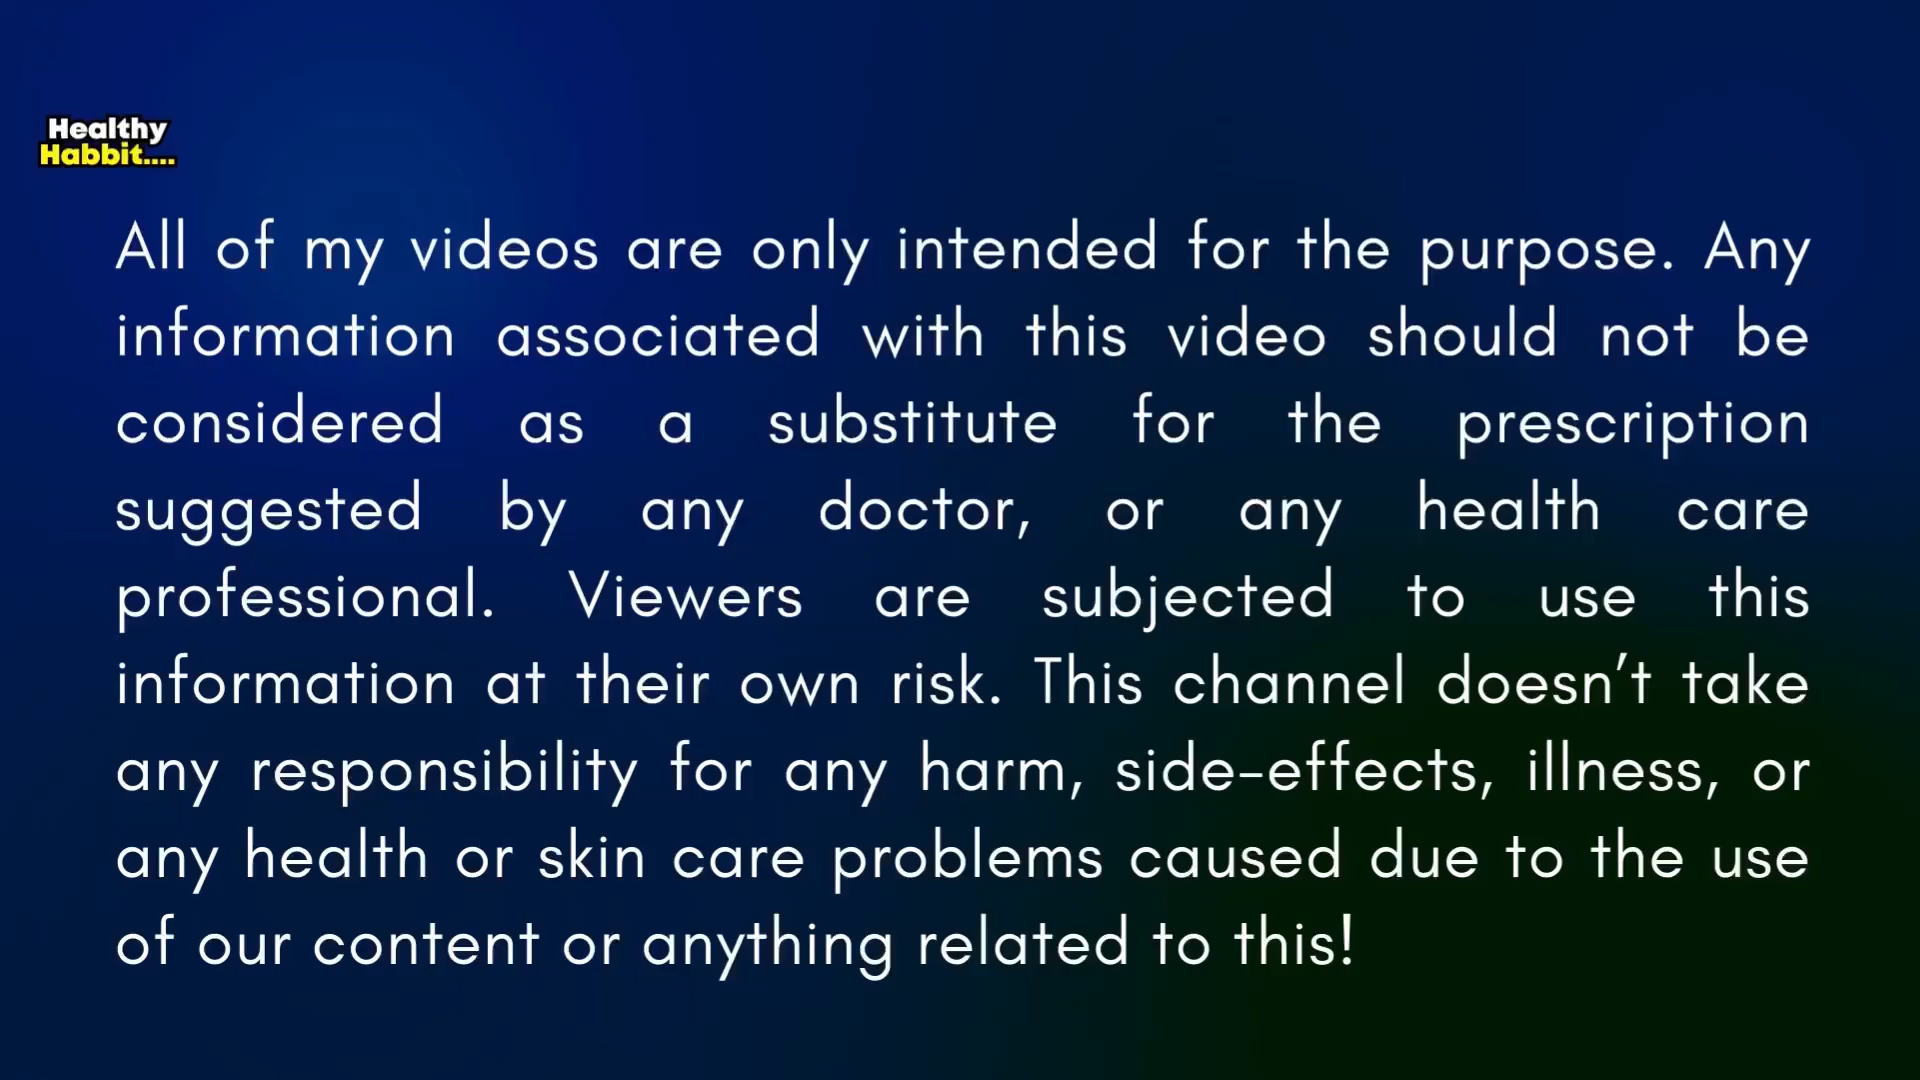 Healthy
Habbit....
All of my videos are only intended for the purpose. Any
information associated with this video should not be
considered as a substitute for the prescription
suggested by any doctor, or any health care
professional. Viewers are subjected to use this
information at their own risk. This channel doesn’t take
any responsibility for any harm, side-effects, illness, or
any health or skin care problems caused due to the use
of our content or anything related to this!